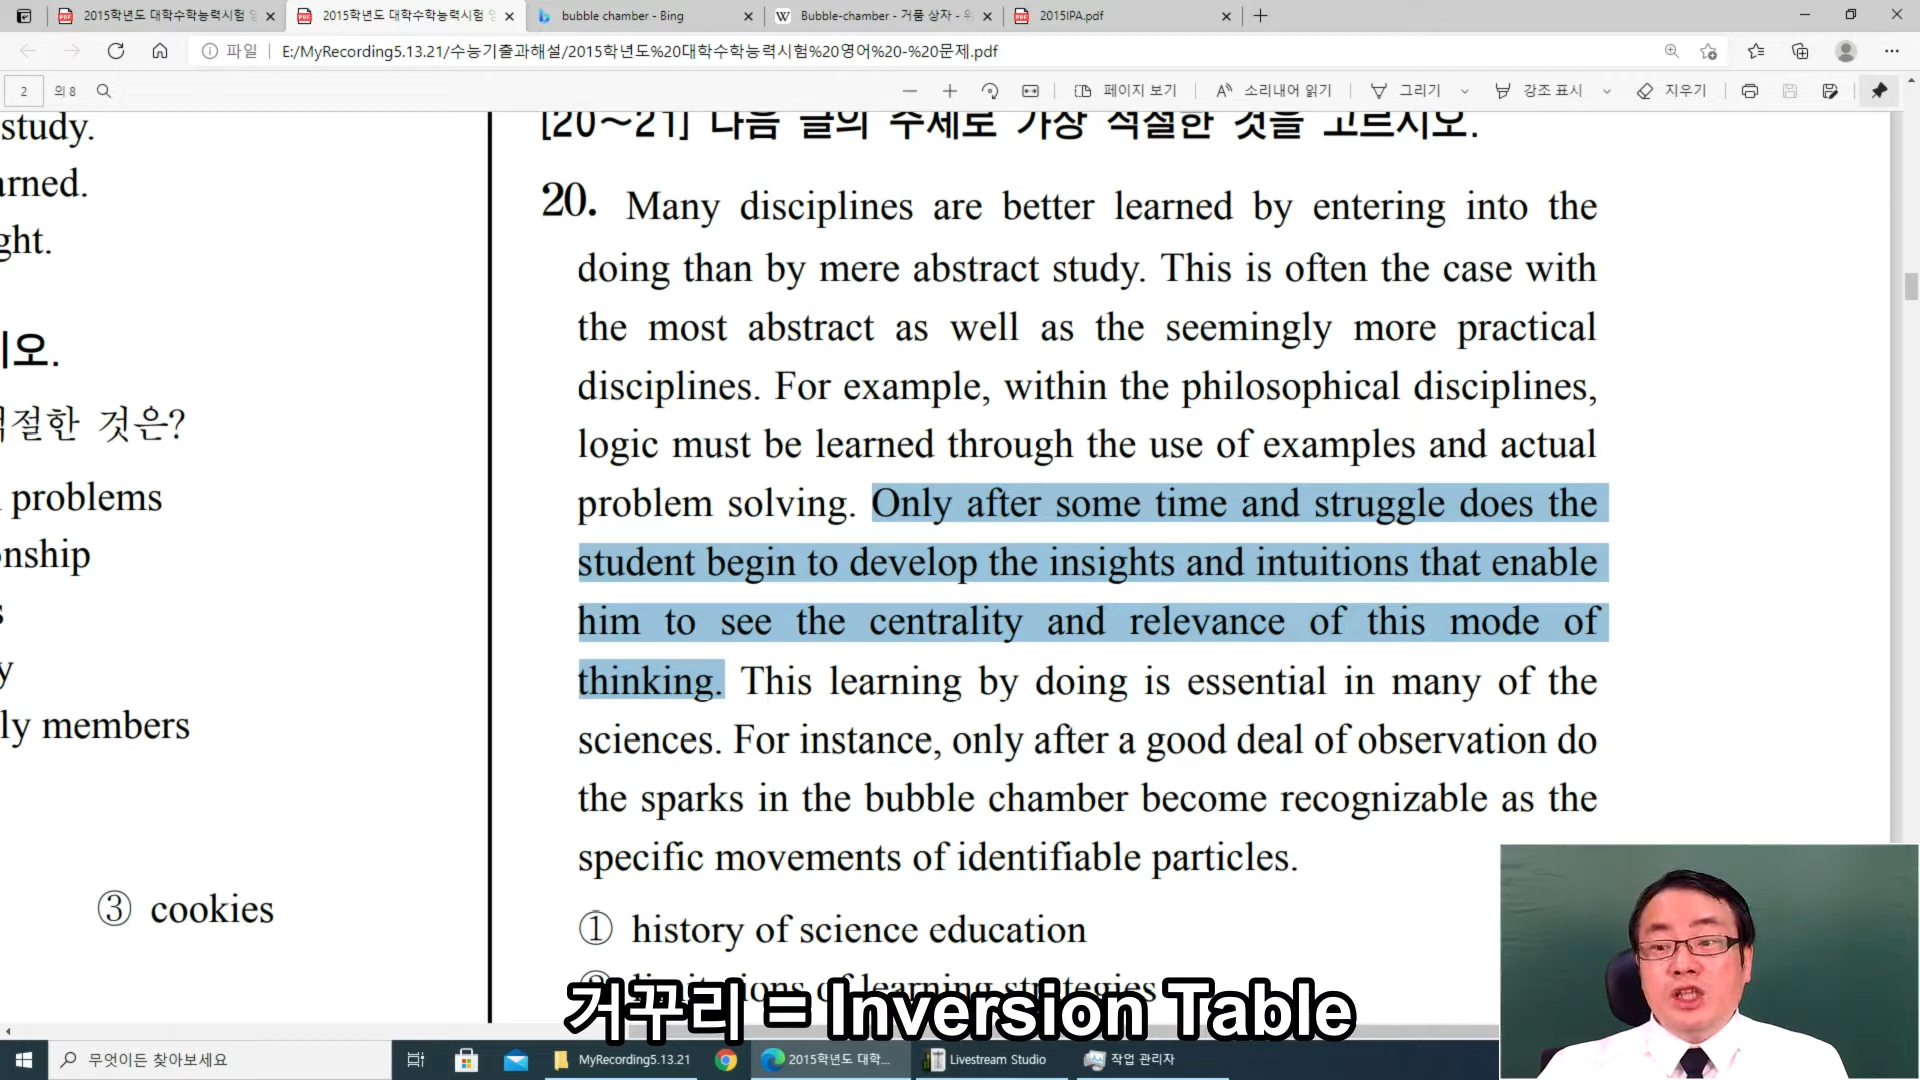 2015학년도 대학수학능력시험 영
2015학년도 대학수학능력시험 영
bubble chamber - Bing
Bubble-chamber - 거품 상자 - 위
2015IPA.pdf
파일
E:/MyRecording5.13.21/수능기출과해설/2015학년도%20대학수학능력시험%20영어%20-%20문제.pdf
2 의 8
페이지 보기
소리내어 읽기
그리기
강조 표시
지우기
study.
arned.
ght.
시오.
적절한 것은?
problems
onship
s
y
ly members
③ cookies
[20～21] 다음 글의 주제로 가장 적절한 것을 고르시오.
20. Many disciplines are better learned by entering into the
doing than by mere abstract study. This is often the case with
the most abstract as well as the seemingly more practical
disciplines. For example, within the philosophical disciplines,
logic must be learned through the use of examples and actual
problem solving. Only after some time and struggle does the
student begin to develop the insights and intuitions that enable
him to see the centrality and relevance of this mode of
thinking. This learning by doing is essential in many of the
sciences. For instance, only after a good deal of observation do
the sparks in the bubble chamber become recognizable as the
specific movements of identifiable particles.
① history of science education
② limitations of learning strategies
거꾸리 = Inversion Table
무엇이든 찾아보세요
MyRecording5.13.21
2015학년도 대학...
Livestream Studio
작업 관리자